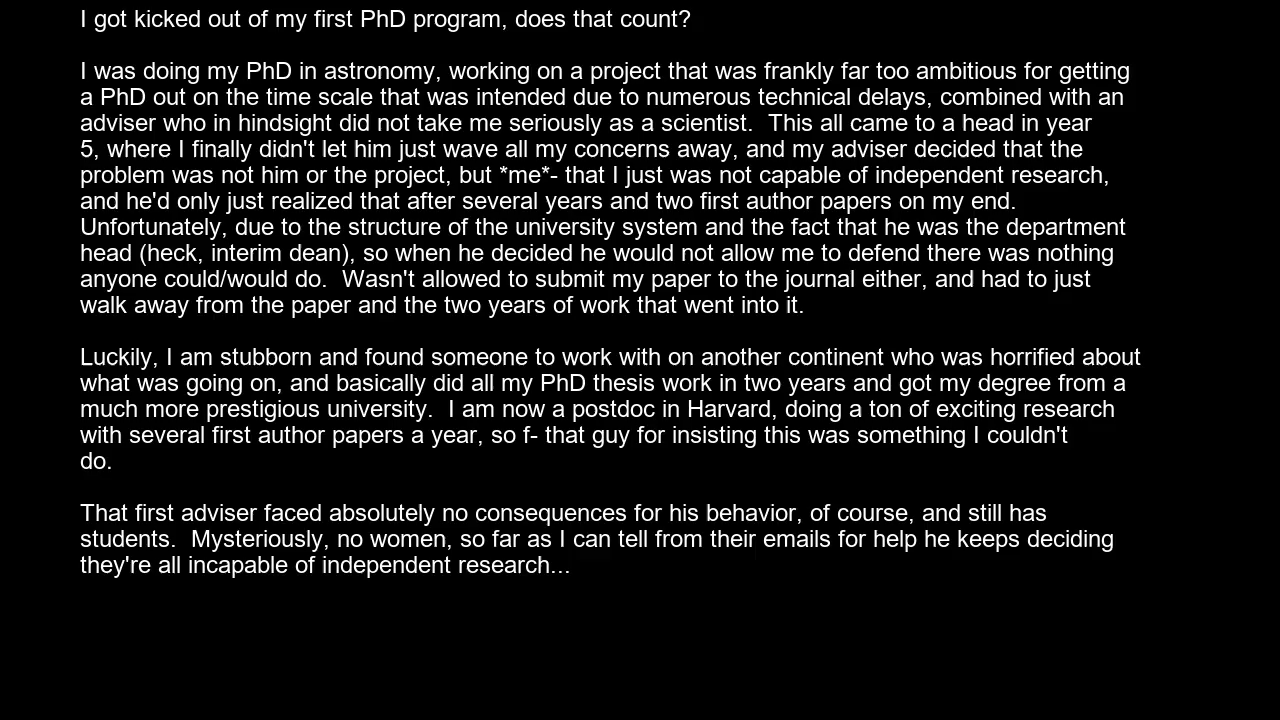 I got kicked out of my first PhD program, does that count?
I was doing my PhD in astronomy, working on a project that was frankly far too ambitious for getting
a PhD out on the time scale that was intended due to numerous technical delays, combined with an
adviser who in hindsight did not take me seriously as a scientist.  This all came to a head in year
5, where I finally didn't let him just wave all my concerns away, and my adviser decided that the
problem was not him or the project, but *me*- that I just was not capable of independent research,
and he'd only just realized that after several years and two first author papers on my end.
Unfortunately, due to the structure of the university system and the fact that he was the department
head (heck, interim dean), so when he decided he would not allow me to defend there was nothing
anyone could/would do.  Wasn't allowed to submit my paper to the journal either, and had to just
walk away from the paper and the two years of work that went into it.
Luckily, I am stubborn and found someone to work with on another continent who was horrified about
what was going on, and basically did all my PhD thesis work in two years and got my degree from a
much more prestigious university.  I am now a postdoc in Harvard, doing a ton of exciting research
with several first author papers a year, so f- that guy for insisting this was something I couldn't
do.
That first adviser faced absolutely no consequences for his behavior, of course, and still has
students.  Mysteriously, no women, so far as I can tell from their emails for help he keeps deciding
they're all incapable of independent research...